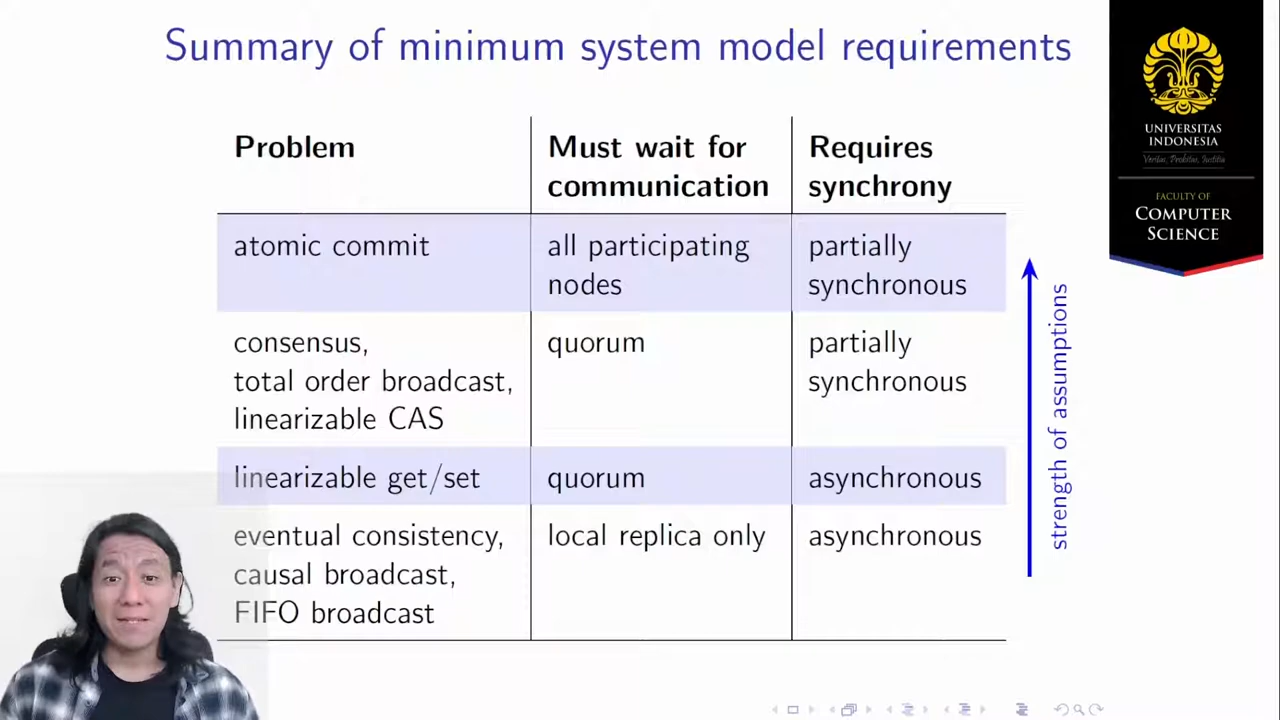 Summary of minimum system model requirements
UNIVERSITAS
INDONESIA
Veritas, Probitas, Iustitia
FACULTY OF
COMPUTER
SCIENCE
Problem
Must wait for
communication
Requires
synchrony
atomic commit
all participating
nodes
partially
synchronous
consensus,
total order broadcast,
linearizable CAS
quorum
partially
synchronous
linearizable get/set
quorum
asynchronous
eventual consistency,
causal broadcast,
FIFO broadcast
local replica only
asynchronous
strength of assumptions